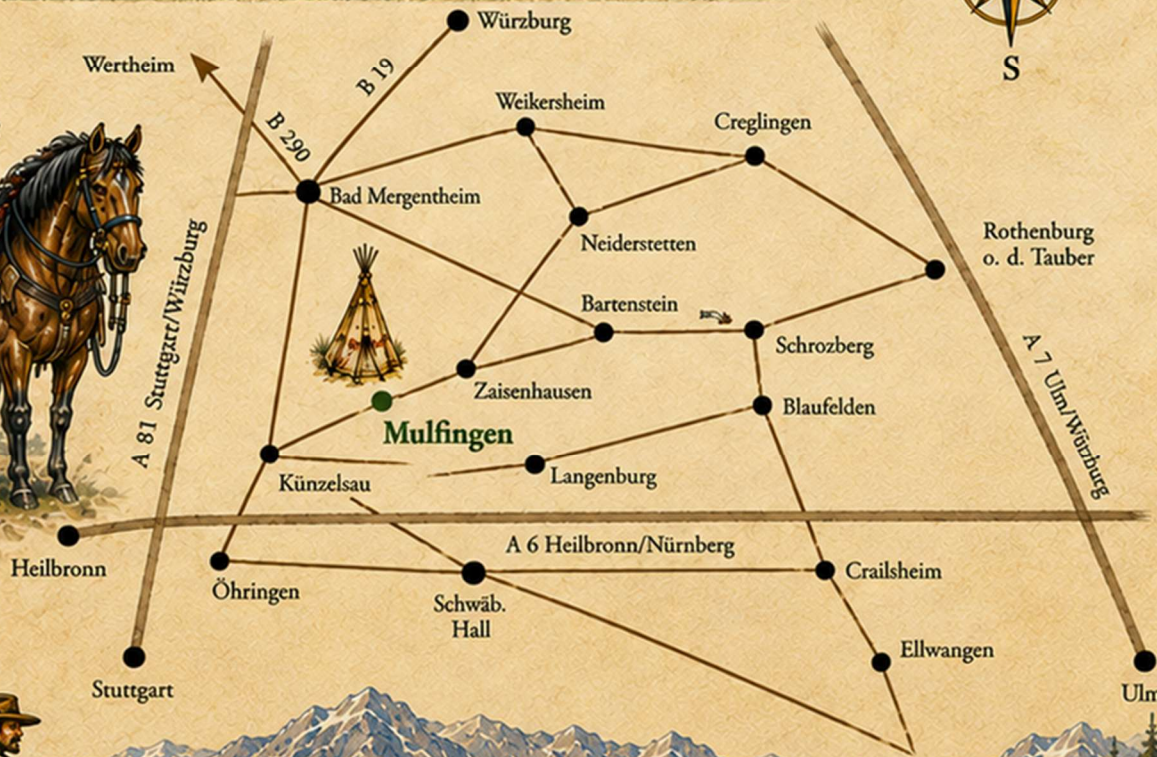 Würzburg
S
Wertheim
B 19
B 290
Weikersheim
Creglingen
Bad Mergentheim
Neiderstetten
Rothenburg
o. d. Tauber
A 81 Stuttgart/Würzburg
Bartenstein
Schrozberg
A 7 Ulm/Würzburg
Zaisenhausen
Blaufelden
Mulfingen
Künzelsau
Langenburg
A 6 Heilbronn/Nürnberg
Heilbronn
Öhringen
Schwäb.
Hall
Crailsheim
Ellwangen
Stuttgart
Ulm